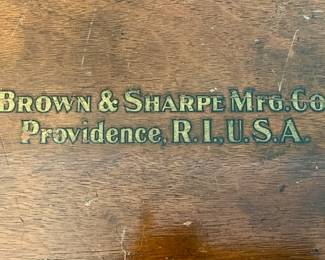 Brown & Sharpe Mfg. Co.
Providence, R.I., U.S.A.